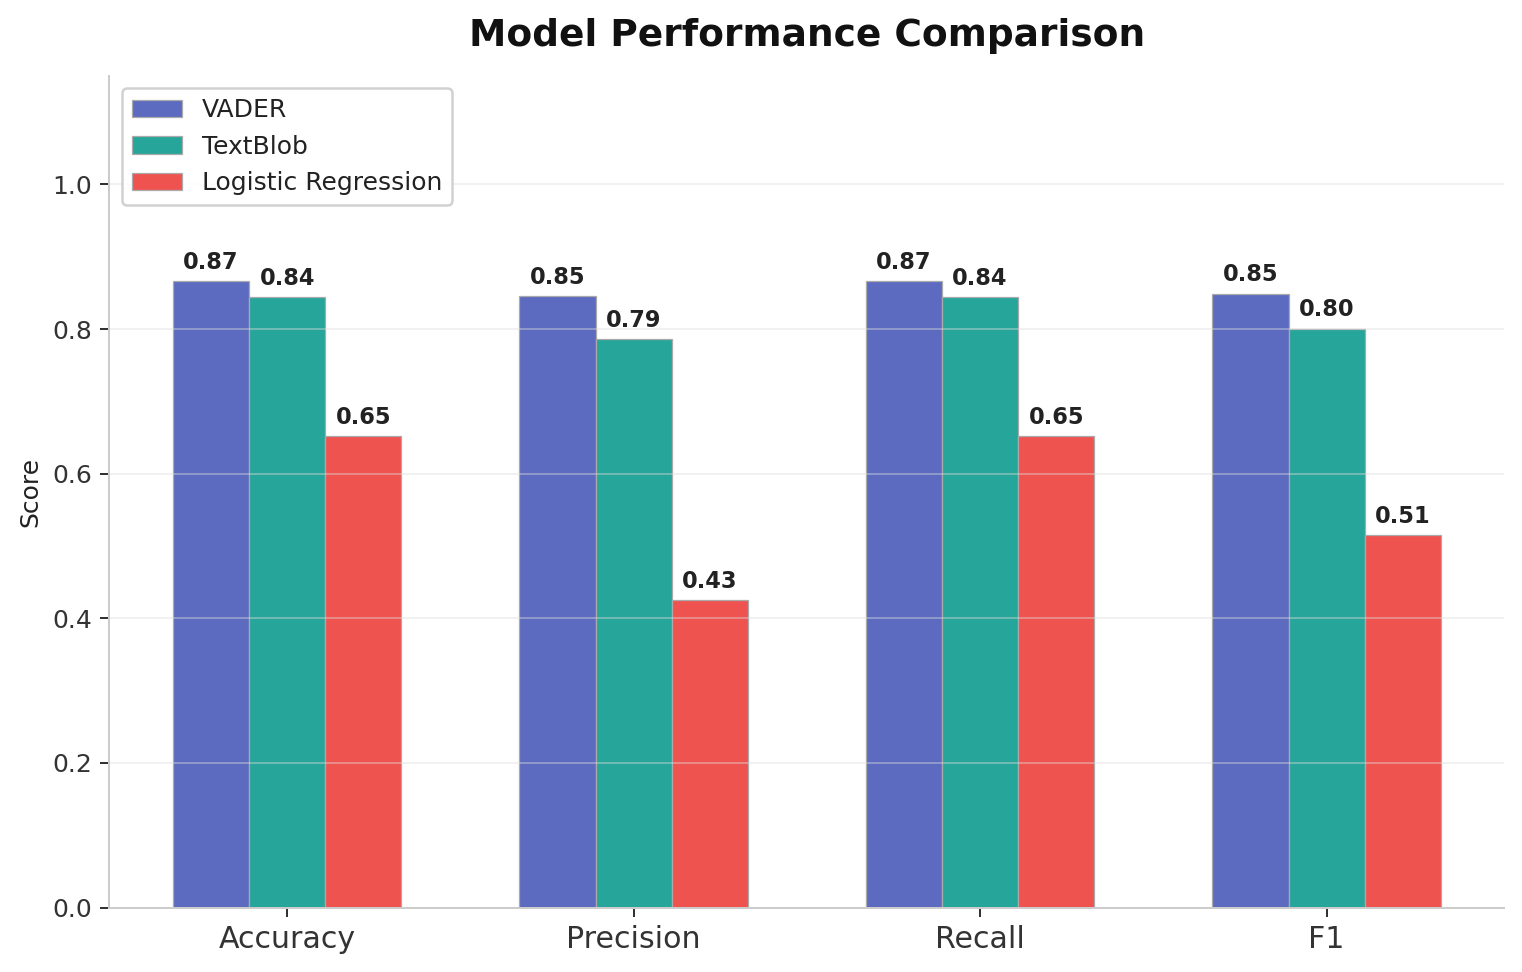 Model Performance Comparison
VADER
TextBlob
Logistic Regression
Score
1.0
0.8
0.6
0.4
0.2
0.0
0.87
0.84
0.65
0.85
0.79
0.43
0.87
0.84
0.65
0.85
0.80
0.51
Accuracy
Precision
Recall
F1